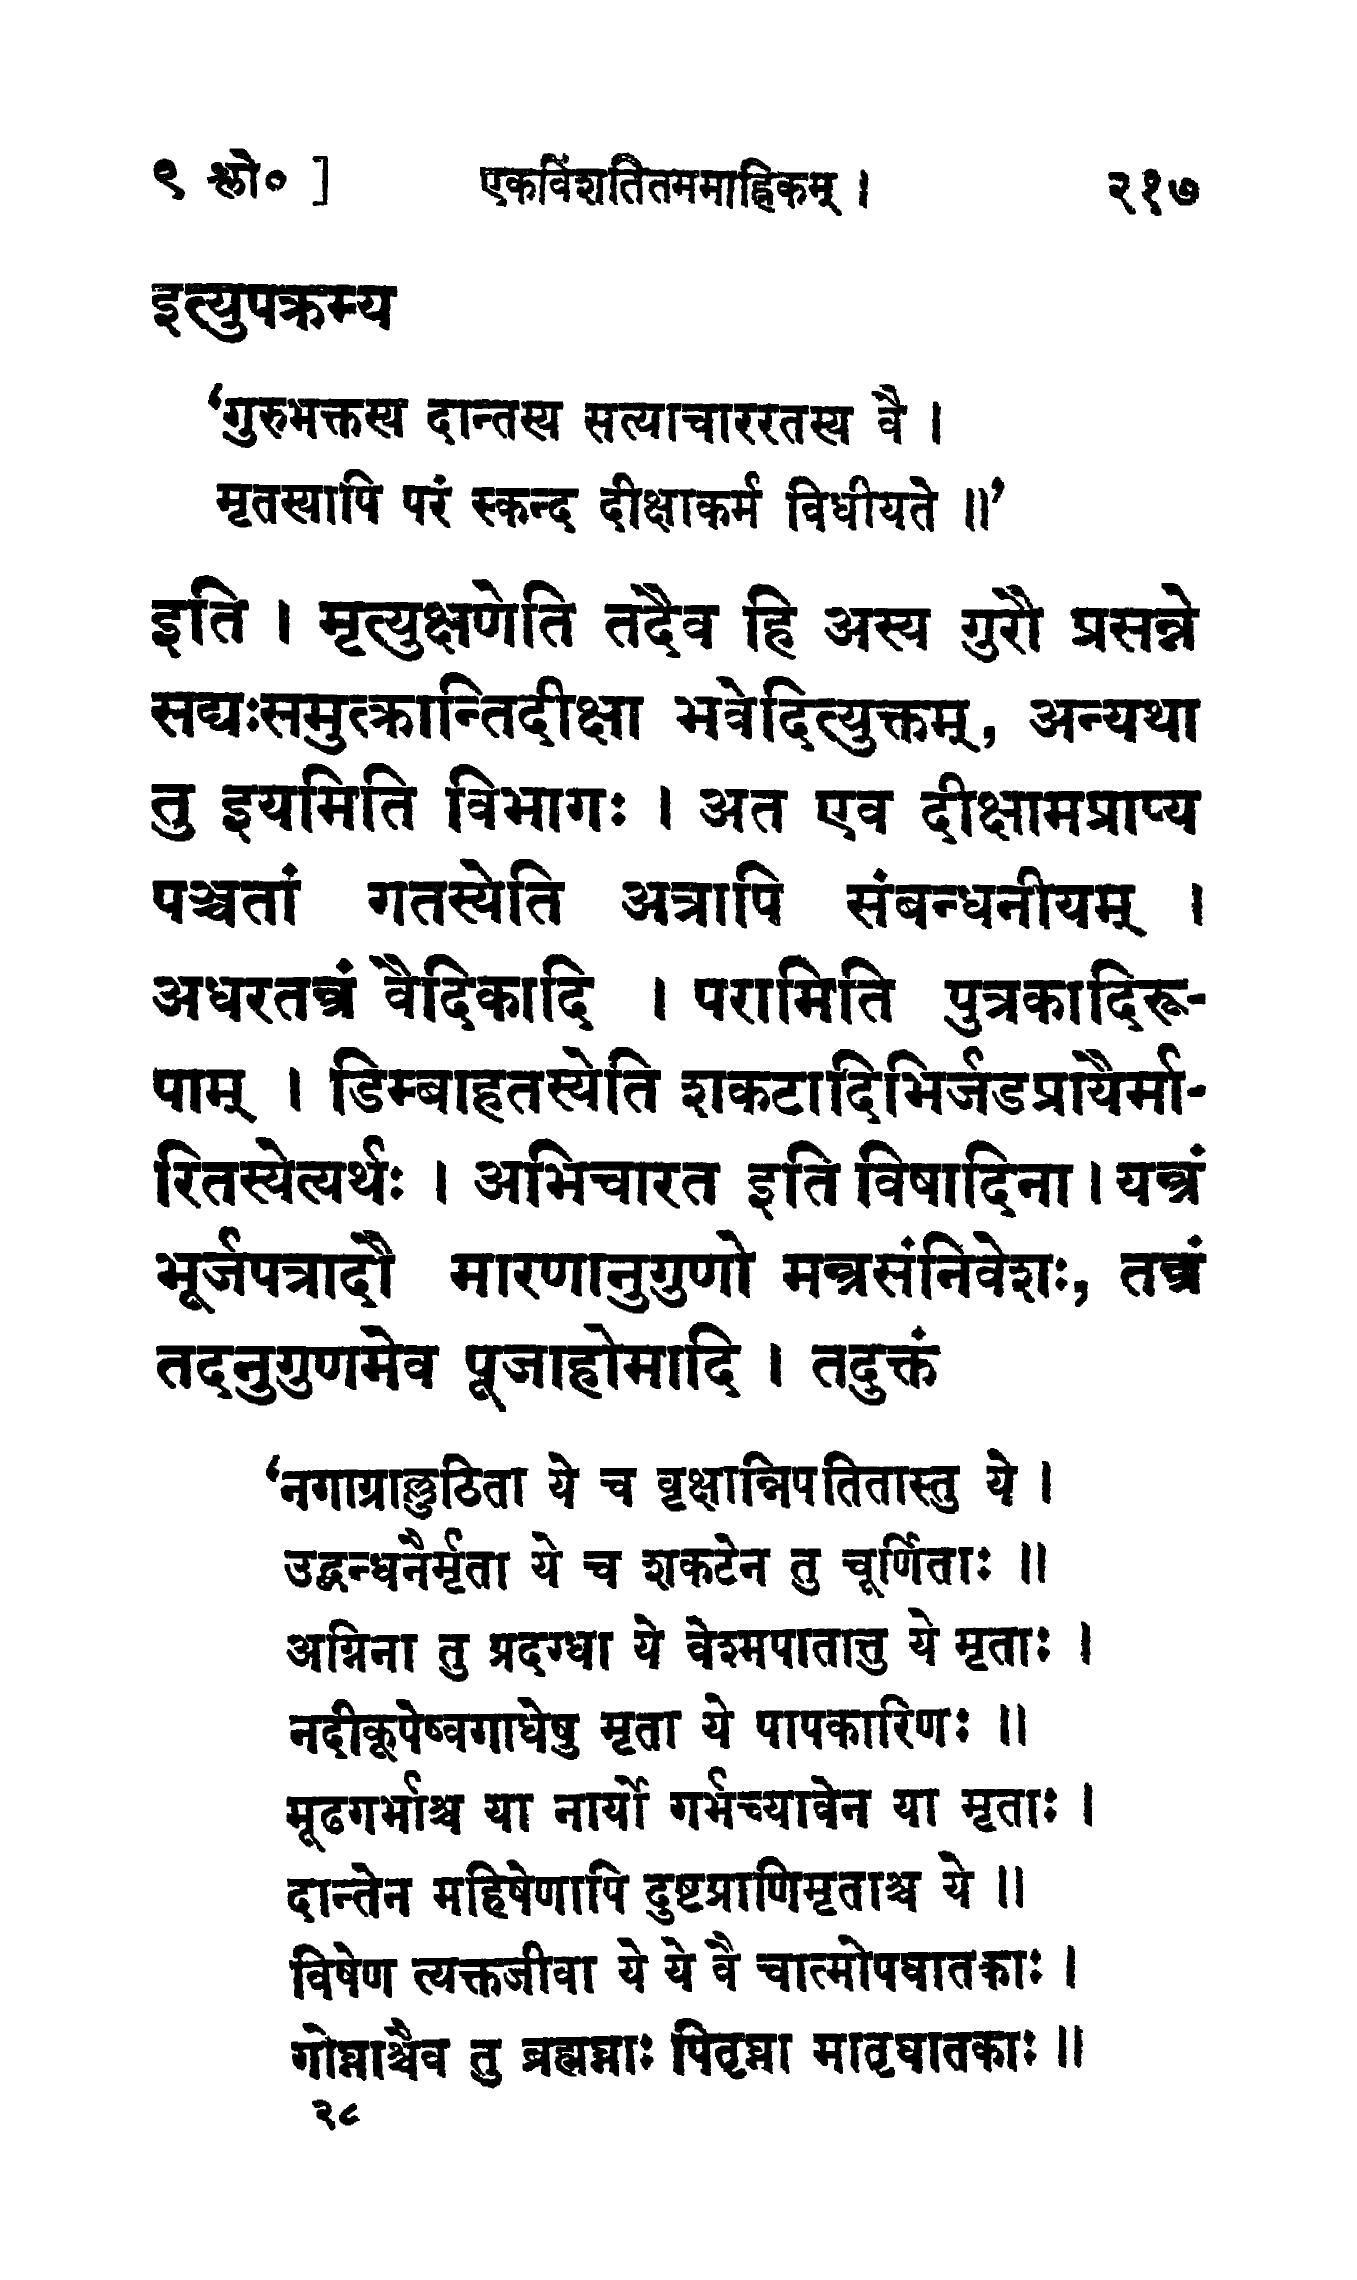 ९ श्लो० ] एकविंशतितममाह्निकम् । २१७
इत्युपक्रम्य
‘गुरुभक्तस्य दान्तस्य सत्याचाररतस्य वै ।
मृतस्यापि परं स्कन्द दीक्षाकर्म विधीयते ॥’
इति । मृत्युक्षणेति तदैव हि अस्य गुरौ प्रसन्ने
सद्यःसमुत्क्रान्तिदीक्षा भवेदित्युक्तम्, अन्यथा
तु इयमिति विभागः । अत एव दीक्षामप्राप्य
पञ्चतां गतस्येति अत्रापि संबन्धनीयम् ।
अधरतन्त्रं वैदिकादि । परामिति पुत्रकादिरू-
पाम् । डिम्बाहतस्येति शकटादिभिर्जडप्रायैर्मा-
रितस्येत्यर्थः । अभिचारत इति विषादिना । यन्त्रं
भूर्जपत्रादौ मारणानुगुणो मन्त्रसंनिवेशः, तन्त्रं
तदनुगुणमेव पूजाहोमादि । तदुक्तं
‘नगाग्राल्लुठिता ये च वृक्षान्निपतितास्तु ये ।
उद्बन्धनैर्मृता ये च शकटेन तु चूर्णिताः ॥
अग्निना तु प्रदग्धा ये वेश्मपातात्तु ये मृताः ।
नदीकूपेष्वगाधेषु मृता ये पापकारिणः ॥
मूढगर्भाश्च या नार्यो गर्भच्यावेन या मृताः ।
दान्तेन महिषेणापि दुष्टप्राणिमृताश्च ये ॥
विषेण त्यक्तजीवा ये ये वै चात्मोपघातकाः ।
गोघ्नाश्चैव तु ब्रह्मघ्नाः पितृघ्ना मातृघातकाः ॥
२८